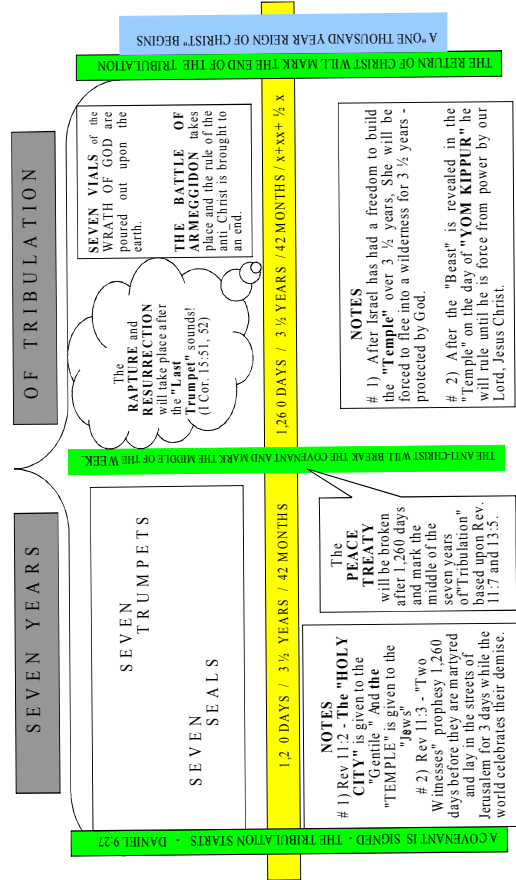 SEVEN YEARS
OF TRIBULATION
A COVENANT IS SIGNED - THE TRIBULATION STARTS - DANIEL 9:27
SEVEN
SEALS
SEVEN
TRUMPETS
THE ANTI-CHRIST WILL BREAK THE COVENANT AND MARK THE MIDDLE OF THE WEEK.
The
RAPTURE and
RESURRECTION
will take place after
the "Last
Trumpet" sounds!
(I Cor. 15:51, 52)
SEVEN VIALS of the
WRATH OF GOD are
poured out upon the
earth.
THE BATTLE OF
ARMEGGIDON takes
place and the rule of the
anti_Christ is brought to
an end.
THE RETURN OF CHRIST WILL MARK THE END OF THE TRIBULATION
A "ONE THOUSAND YEAR REIGN OF CHRIST" BEGINS
1,2 0 DAYS / 3 ½ YEARS / 42 MONTHS
1,26 0 DAYS / 3 ½ YEARS / 42 MONTHS / x+xx+ ½ x
NOTES
# 1) Rev 11:2 - The "HOLY
CITY" is given to the
"Gentile " And the
"TEMPLE" is given to the
"Jews"
# 2) Rev 11:3 - "Two
Witnesses" prophesy 1,260
days before they are martyred
and lay in the streets of
Jerusalem for 3 days while the
world celebrates their demise.
The
PEACE
TREATY
will be broken
after 1,260 days
and mark the
middle of the
seven years
of"Tribulation"
based upon Rev.
11:7 and 13:5.
NOTES
# 1) After Israel has had a freedom to build
the "Temple" over 3 ½ years, She will be
forced to flee into a wilderness for 3 ½ years -
protected by God.
# 2) After the "Beast" is revealed in the
"Temple" on the day of "YOM KIPPUR" he
will rule until he is force from power by our
Lord, Jesus Christ.